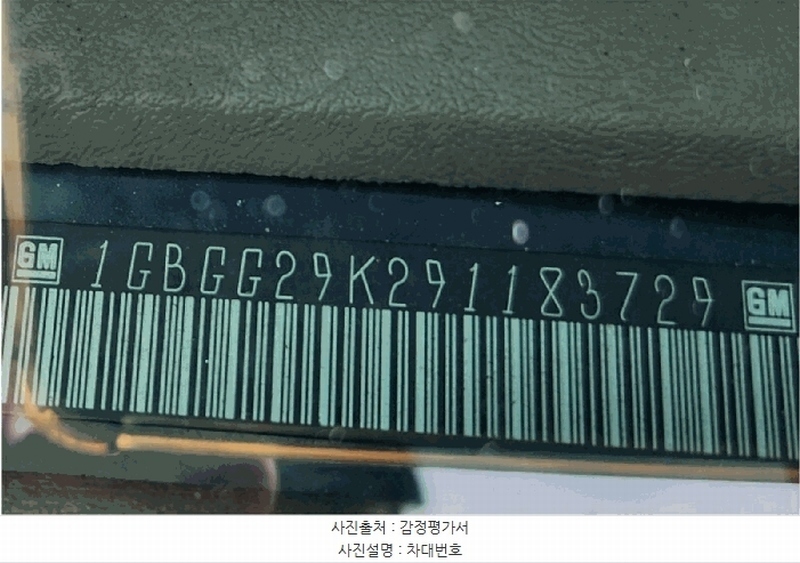 GM 1GBGG29K291183729 GM
사진출처 : 감정평가서
사진설명 : 차대번호